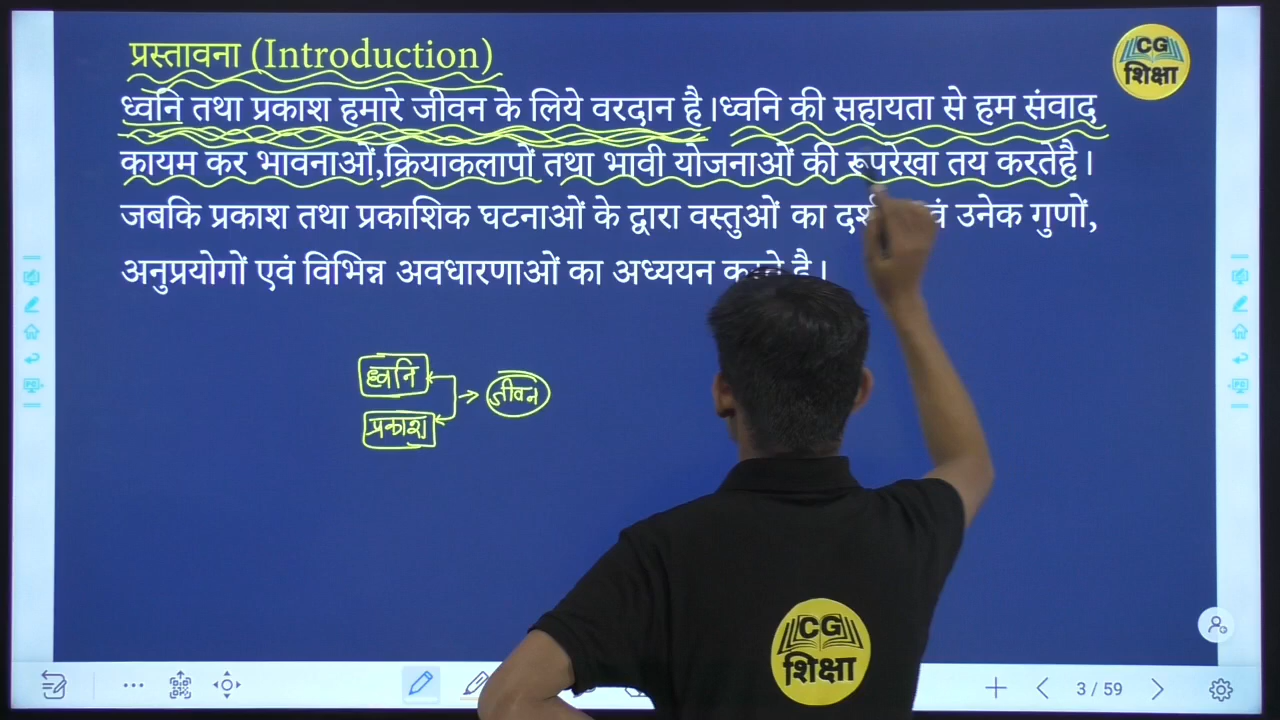 प्रस्तावना (Introduction)
CG
शिक्षा
ध्वनि तथा प्रकाश हमारे जीवन के लिये वरदान है।ध्वनि की सहायता से हम संवाद
कायम कर भावनाओं,क्रियाकलापों तथा भावी योजनाओं की रूपरेखा तय करतेहै।
जबकि प्रकाश तथा प्रकाशिक घटनाओं के द्वारा वस्तुओं का उनेक गुणों,
अनुप्रयोगों एवं विभिन्न अवधारणाओं का अध्ययन करते है।
ध्वनि
जीवन
प्रकाश
CG
शिक्षा
3 / 59